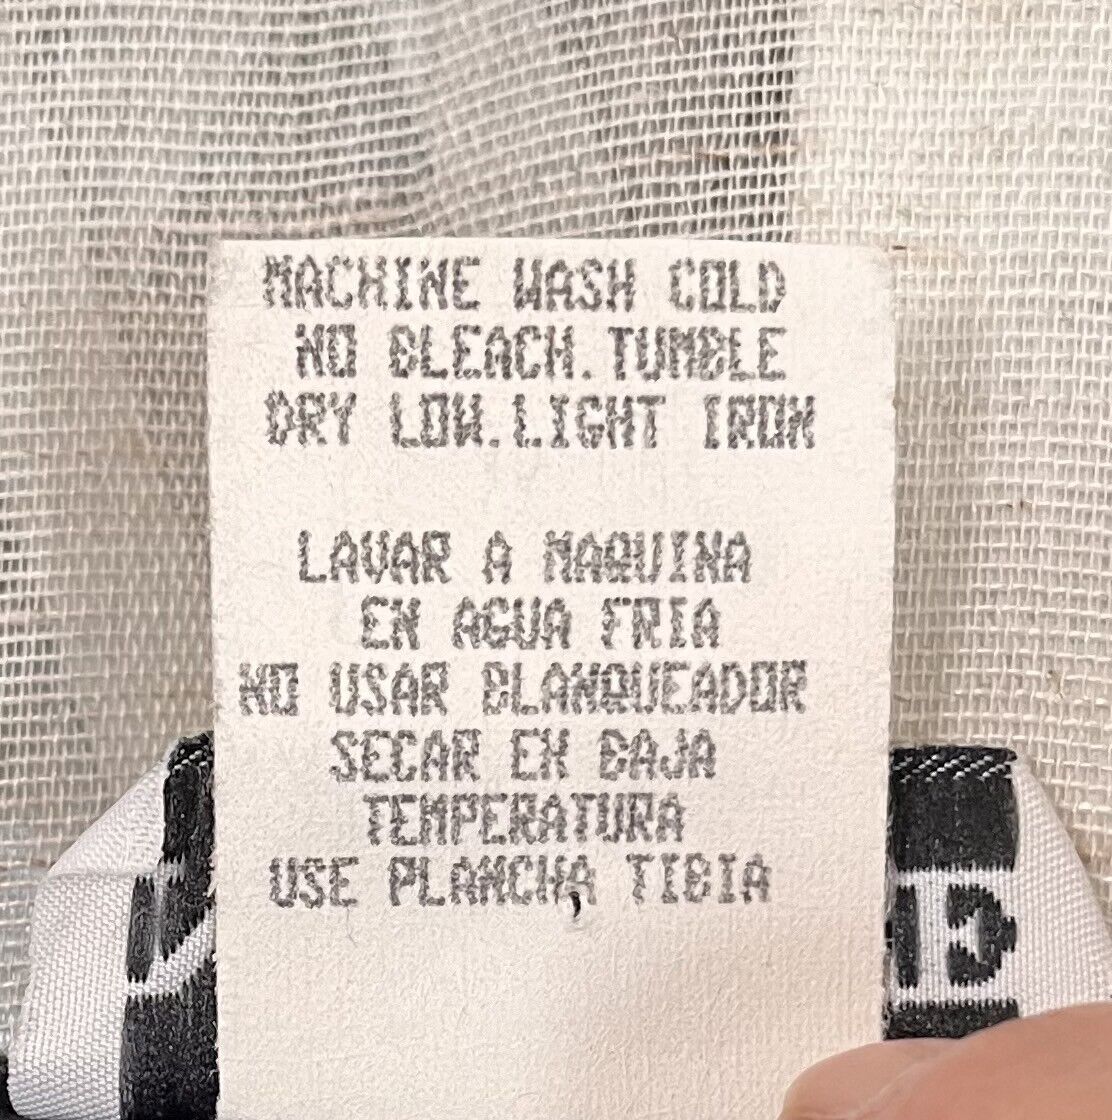 MACHINE WASH COLD
NO BLEACH.TUMBLE
DRY LOW.LIGHT IRON
LAVAR A MAQUINA
EN AGUA FRIA
NO USAR BLANQUEADOR
SECAR EN BAJA
TEMPERATURA
USE PLANCHA TIBIA